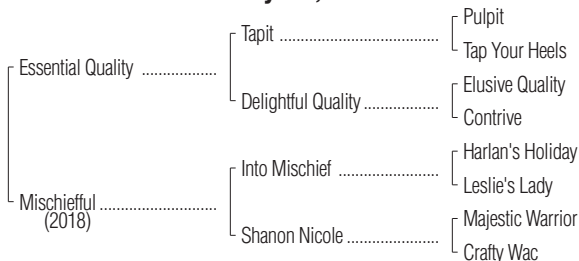 Pulpit
Tapit
Tap Your Heels
Essential Quality
Elusive Quality
Delightful Quality
Contrive
Harlan's Holiday
Into Mischief
Leslie's Lady
Mischiefful
(2018)
Majestic Warrior
Shanon Nicole
Crafty Wac